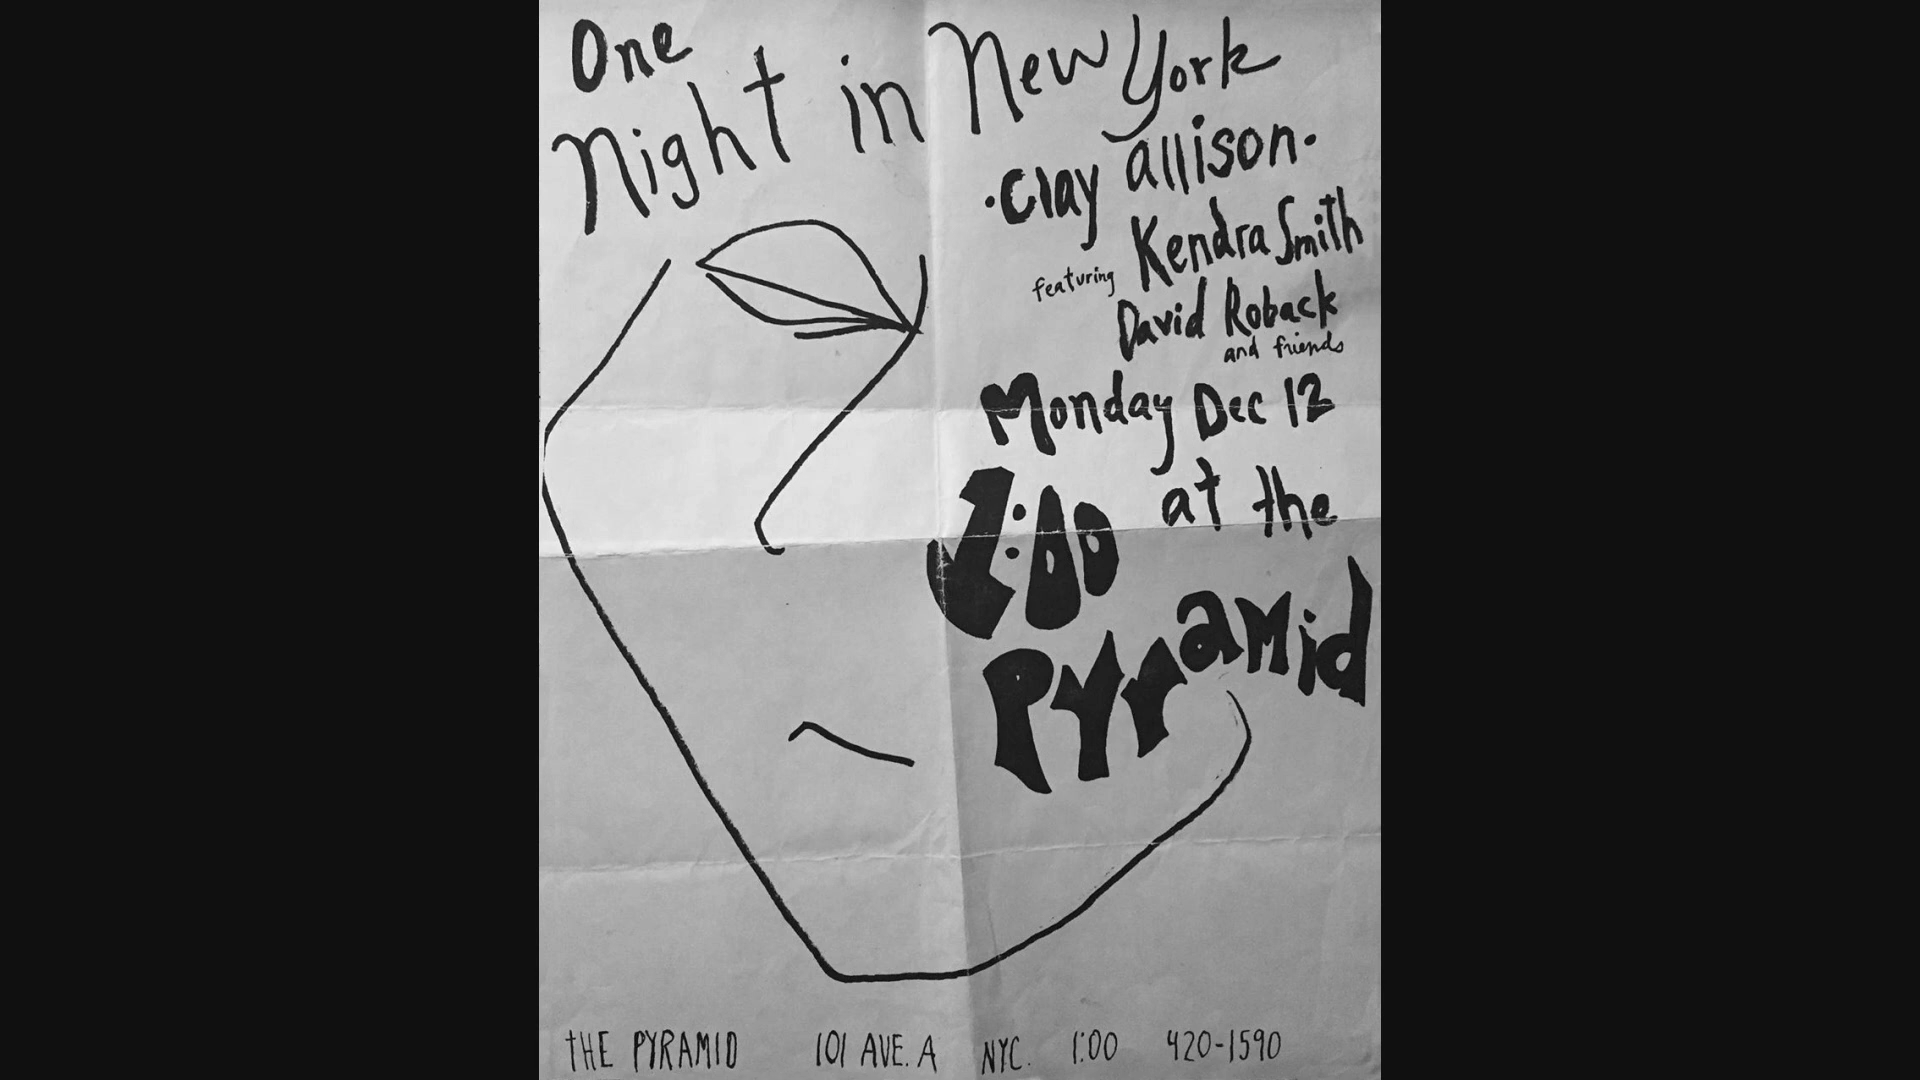 One
Night in New York
·Clay allison·
featuring Kendra Smith
David Roback
and friends
Monday Dec 12
1:00 at the
Pyramid
THE PYRAMID 101 AVE. A NYC. 1:00 420-1590